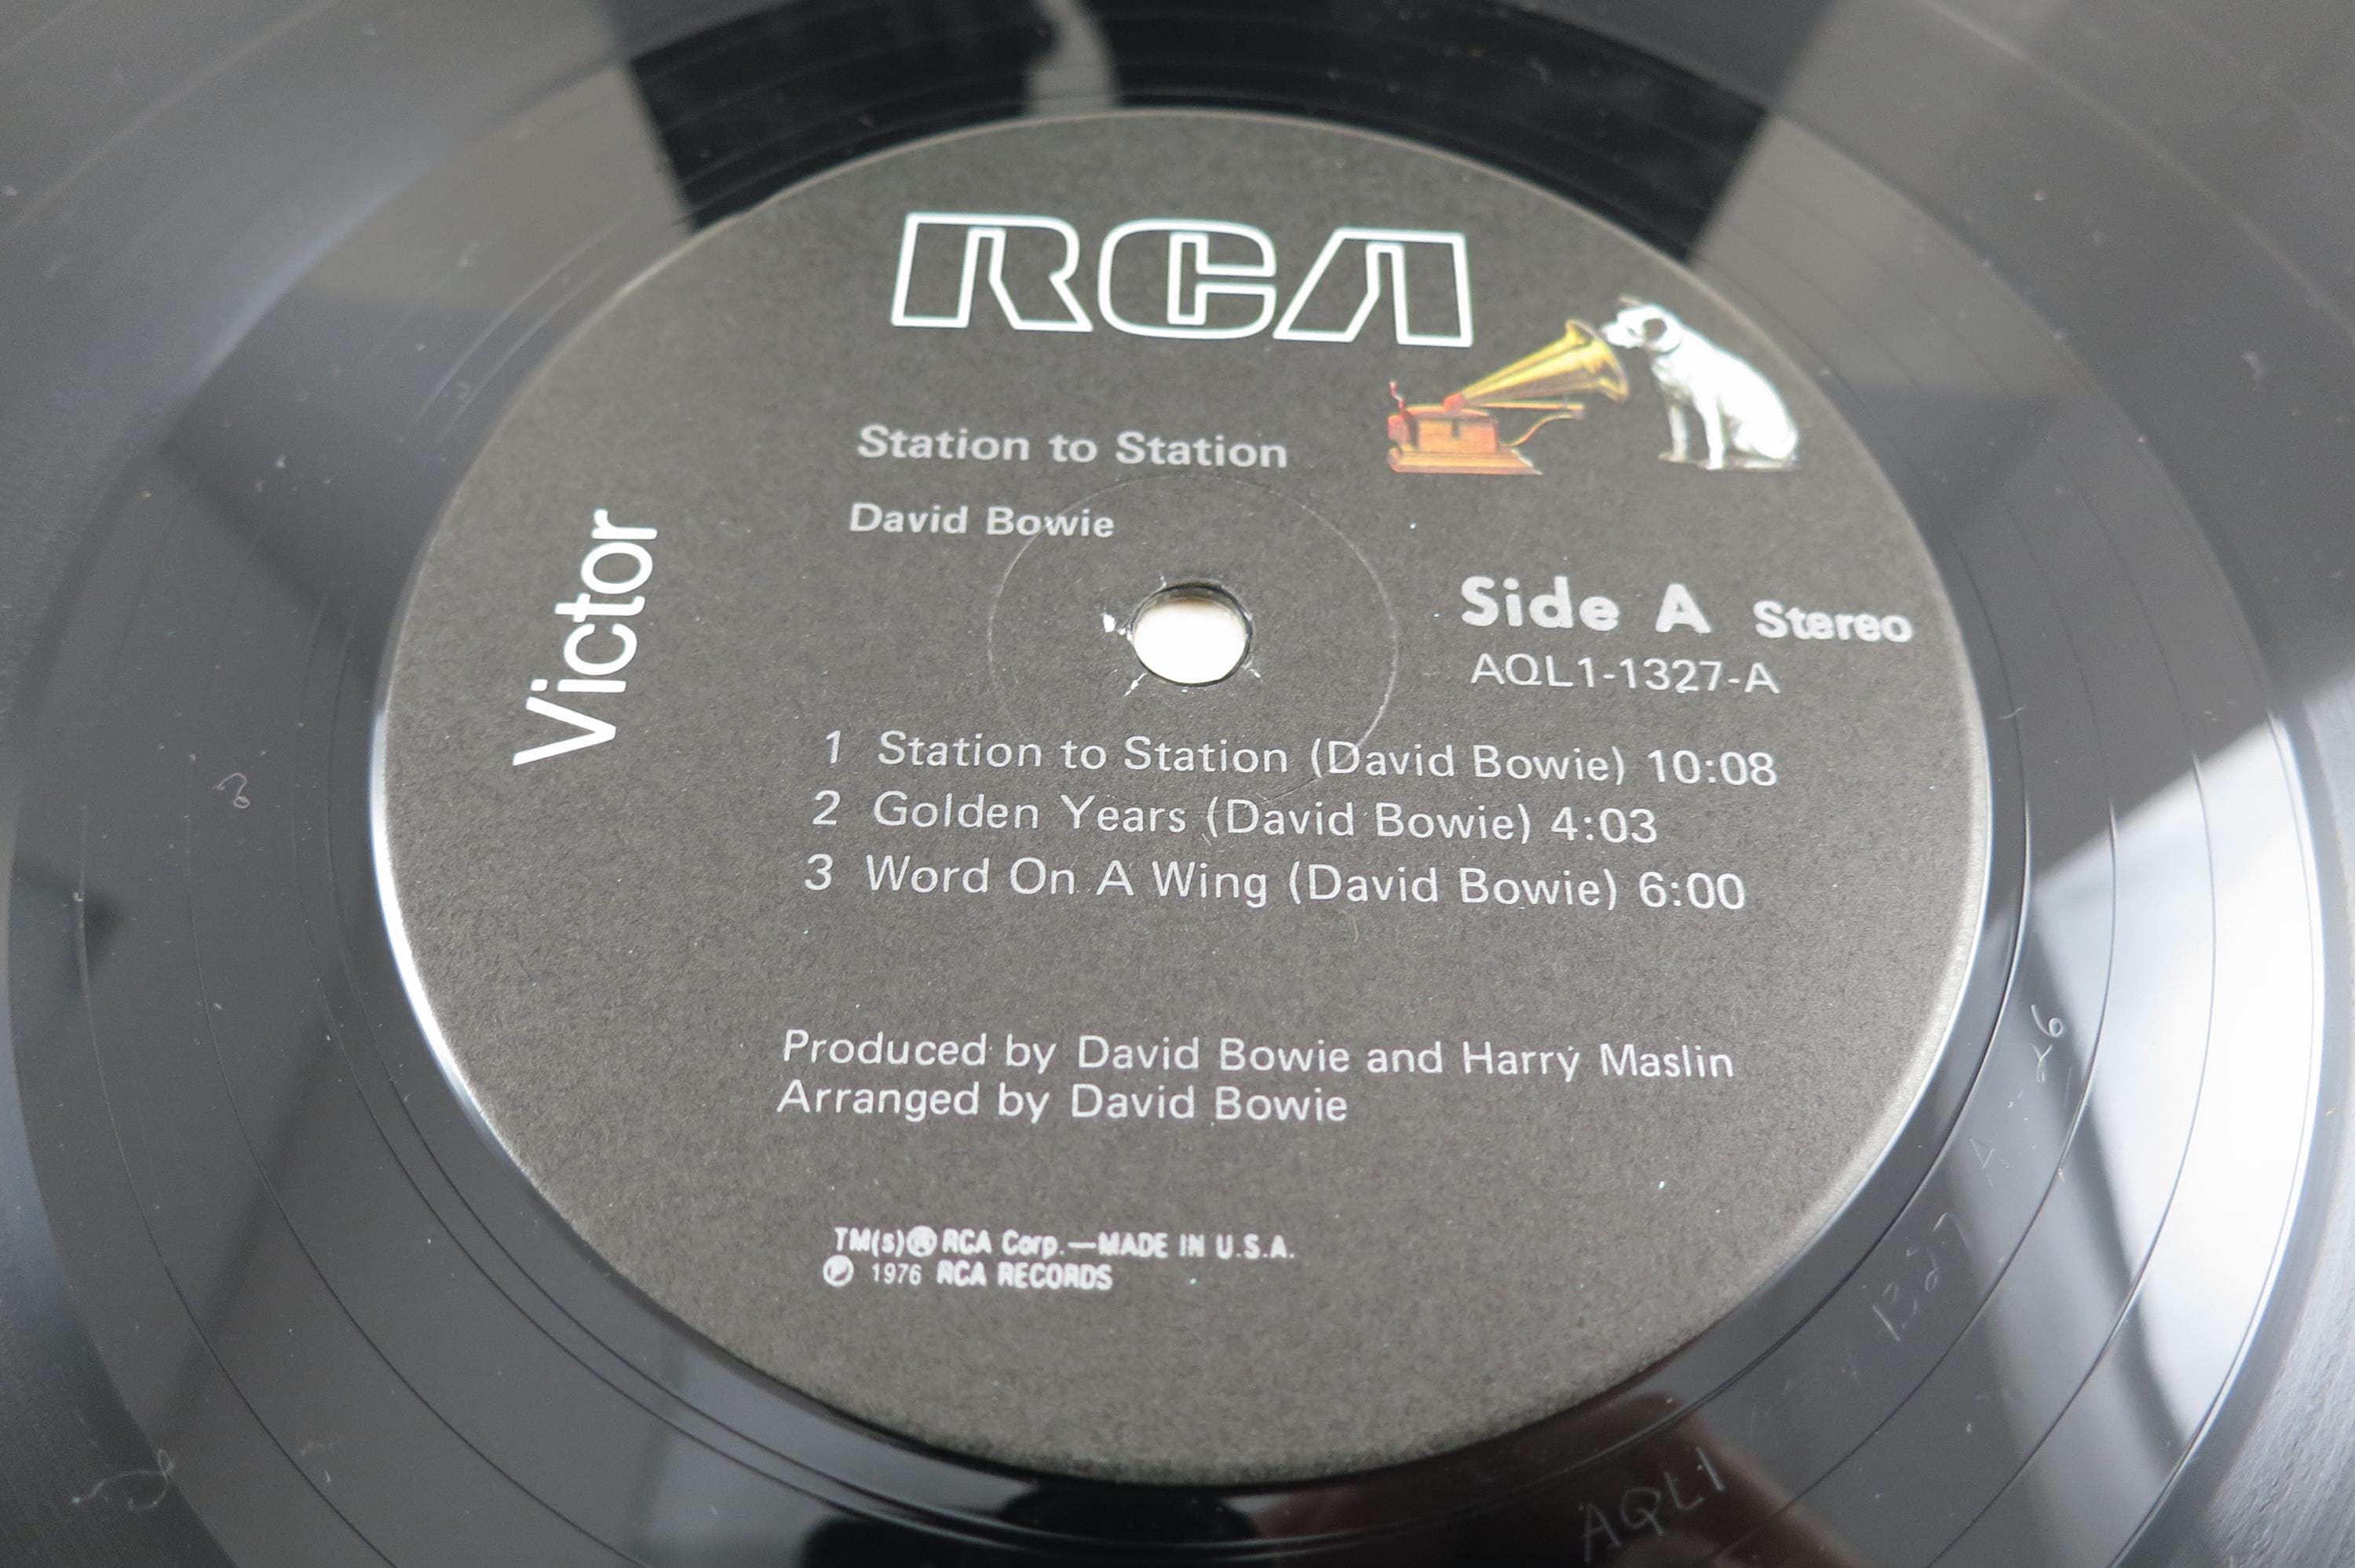 RCA
Victor
Station to Station
David Bowie
Side A Stereo
AQL1-1327-A
1 Station to Station (David Bowie) 10:08
2 Golden Years (David Bowie) 4:03
3 Word On A Wing (David Bowie) 6:00
Produced by David Bowie and Harry Maslin
Arranged by David Bowie
TM(s)® RCA Corp.—MADE IN U.S.A.
℗ 1976 RCA RECORDS
AQL1 1327 A 26